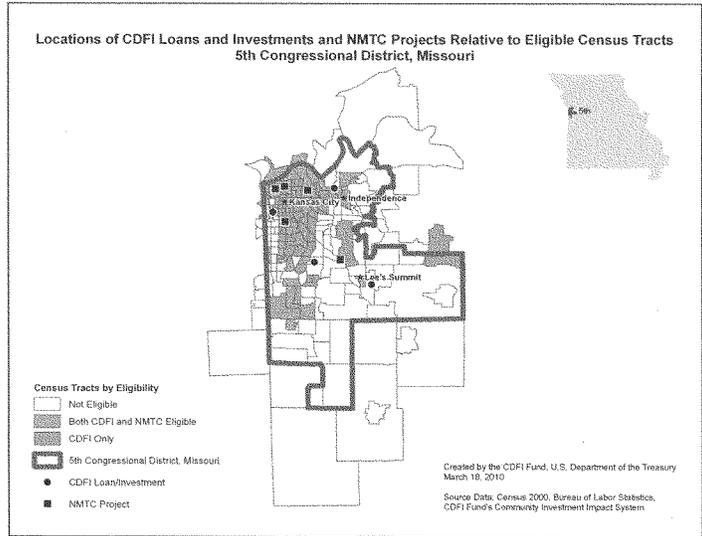 Locations of CDFI Loans and Investments and NMTC Projects Relative to Eligible Census Tracts
5th Congressional District, Missouri
5th
Independence
Kansas City
Lee's Summit
Census Tracts by Eligibility
Not Eligible
Both CDFI and NMTC Eligible
CDFI Only
5th Congressional District, Missouri
CDFI Loan/Investment
NMTC Project
Created by the CDFI Fund, U.S. Department of the Treasury
March 18, 2010
Source Data: Census 2000, Bureau of Labor Statistics,
CDFI Fund's Community Investment Impact System